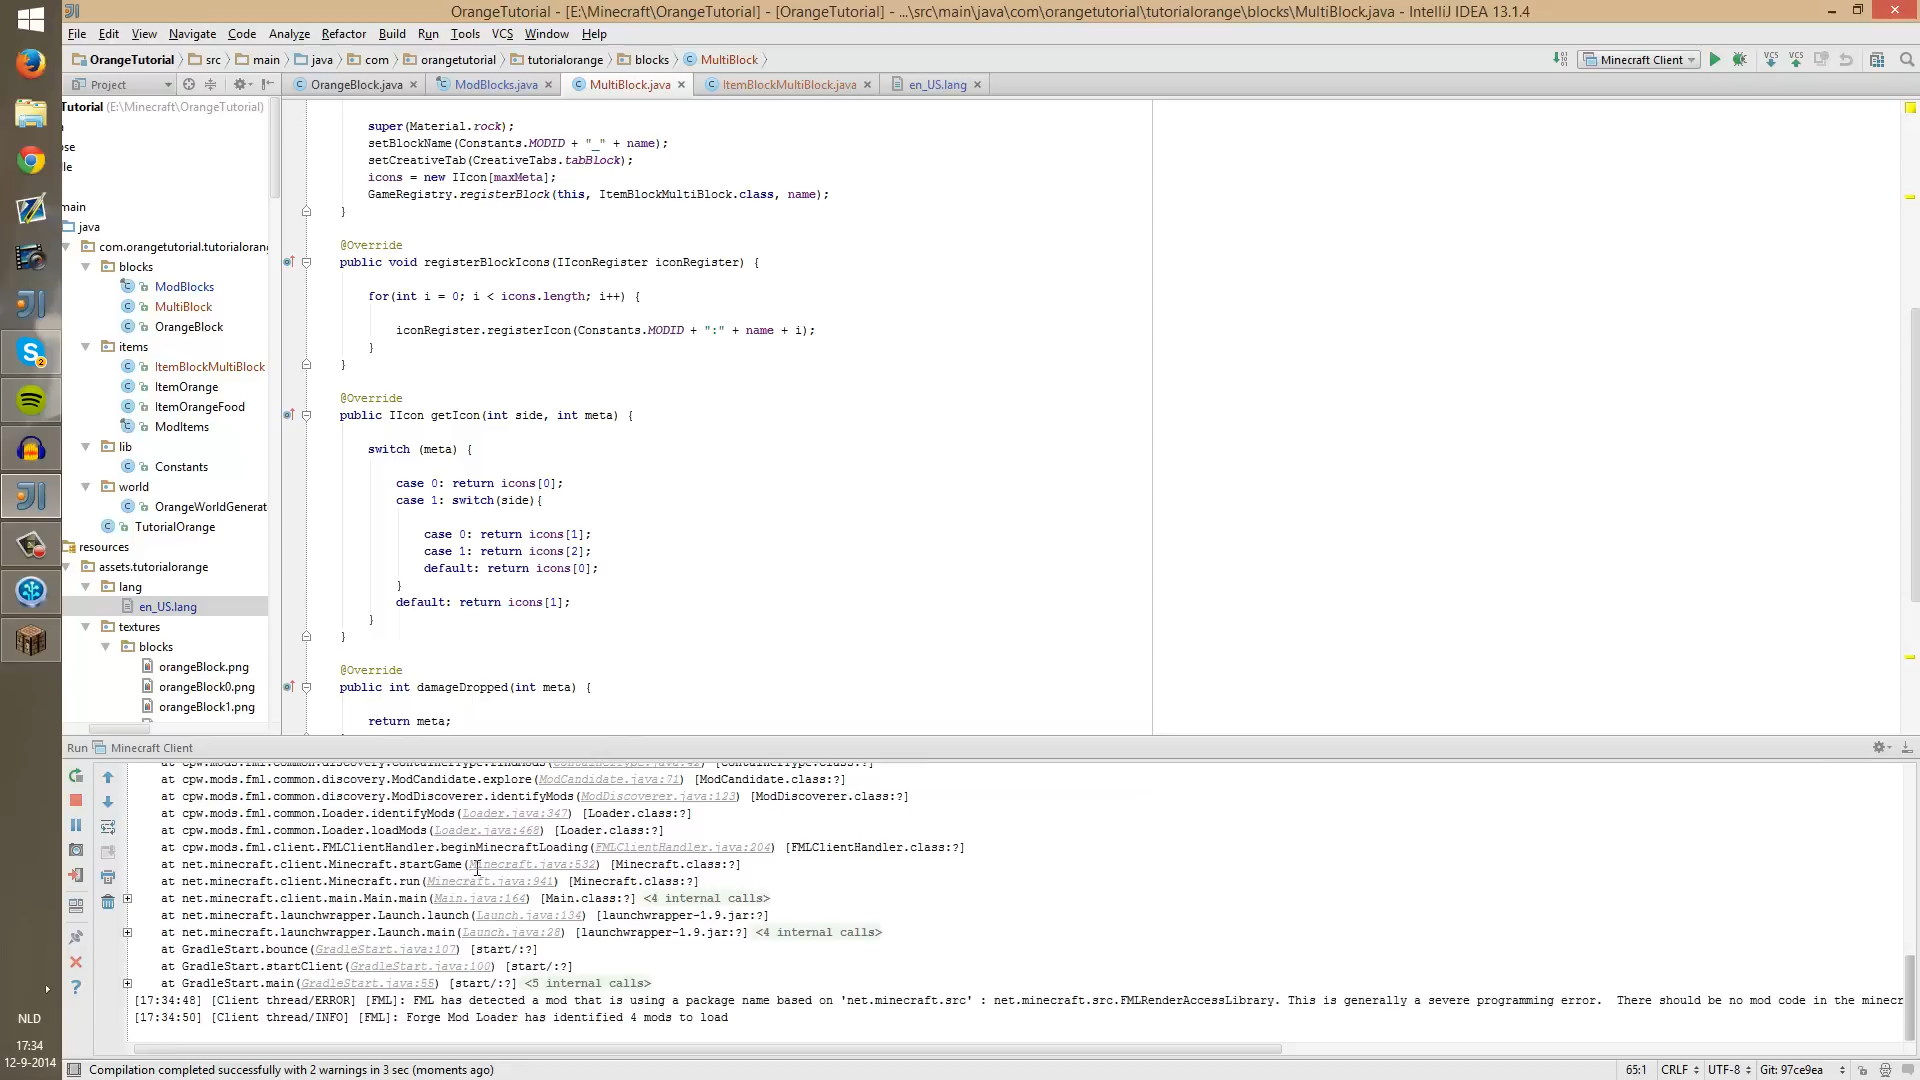 OrangeTutorial - [E:\Minecraft\OrangeTutorial] - [OrangeTutorial] - ...\src\main\java\com\orangetutorial\tutorialorange\blocks\MultiBlock.java - IntelliJ IDEA 13.1.4
File Edit View Navigate Code Analyze Refactor Build Run Tools VCS Window Help
OrangeTutorial src main java com orangetutorial tutorialorange blocks MultiBlock
Minecraft Client
Project
OrangeBlock.java ModBlocks.java MultiBlock.java ItemBlockMultiBlock.java en_US.lang
Tutorial (E:\Minecraft\OrangeTutorial)
main
java
com.orangetutorial.tutorialoran
blocks
ModBlocks
MultiBlock
OrangeBlock
items
ItemBlockMultiBlock
ItemOrange
ItemOrangeFood
ModItems
lib
Constants
world
OrangeWorldGenerat
TutorialOrange
resources
assets.tutorialorange
lang
en_US.lang
textures
blocks
orangeBlock.png
orangeBlock0.png
orangeBlock1.png
super(Material.rock);
setBlockName(Constants.MODID + "_" + name);
setCreativeTab(CreativeTabs.tabBlock);
icons = new IIcon[maxMeta];
GameRegistry.registerBlock(this, ItemBlockMultiBlock.class, name);
}
@Override
public void registerBlockIcons(IIconRegister iconRegister) {
for(int i = 0; i < icons.length; i++) {
iconRegister.registerIcon(Constants.MODID + ":" + name + i);
}
}
@Override
public IIcon getIcon(int side, int meta) {
switch (meta) {
case 0: return icons[0];
case 1: switch(side){
case 0: return icons[1];
case 1: return icons[2];
default: return icons[0];
}
default: return icons[1];
}
}
@Override
public int damageDropped(int meta) {
return meta;
Run Minecraft Client
at cpw.mods.fml.common.discovery.ModCandidate.explore(ModCandidate.java:71) [ModCandidate.class:?]
at cpw.mods.fml.common.discovery.ModDiscoverer.identifyMods(ModDiscoverer.java:123) [ModDiscoverer.class:?]
at cpw.mods.fml.common.Loader.identifyMods(Loader.java:347) [Loader.class:?]
at cpw.mods.fml.common.Loader.loadMods(Loader.java:468) [Loader.class:?]
at cpw.mods.fml.client.FMLClientHandler.beginMinecraftLoading(FMLClientHandler.java:204) [FMLClientHandler.class:?]
at net.minecraft.client.Minecraft.startGame(Minecraft.java:532) [Minecraft.class:?]
at net.minecraft.client.Minecraft.run(Minecraft.java:941) [Minecraft.class:?]
at net.minecraft.client.main.Main.main(Main.java:164) [Main.class:?] <4 internal calls>
at net.minecraft.launchwrapper.Launch.launch(Launch.java:134) [launchwrapper-1.9.jar:?]
at net.minecraft.launchwrapper.Launch.main(Launch.java:28) [launchwrapper-1.9.jar:?] <4 internal calls>
at GradleStart.bounce(GradleStart.java:107) [start/:?]
at GradleStart.startClient(GradleStart.java:100) [start/:?]
at GradleStart.main(GradleStart.java:55) [start/:?] <5 internal calls>
[17:34:48] [Client thread/ERROR] [FML]: FML has detected a mod that is using a package name based on 'net.minecraft.src' : net.minecraft.src.FMLRenderAccessLibrary. This is generally a severe programming error. There should be no mod code in the minecr
[17:34:50] [Client thread/INFO] [FML]: Forge Mod Loader has identified 4 mods to load
NLD
17:34
12-9-2014
Compilation completed successfully with 2 warnings in 3 sec (moments ago)
65:1 CRLF UTF-8 Git: 97ce9ea